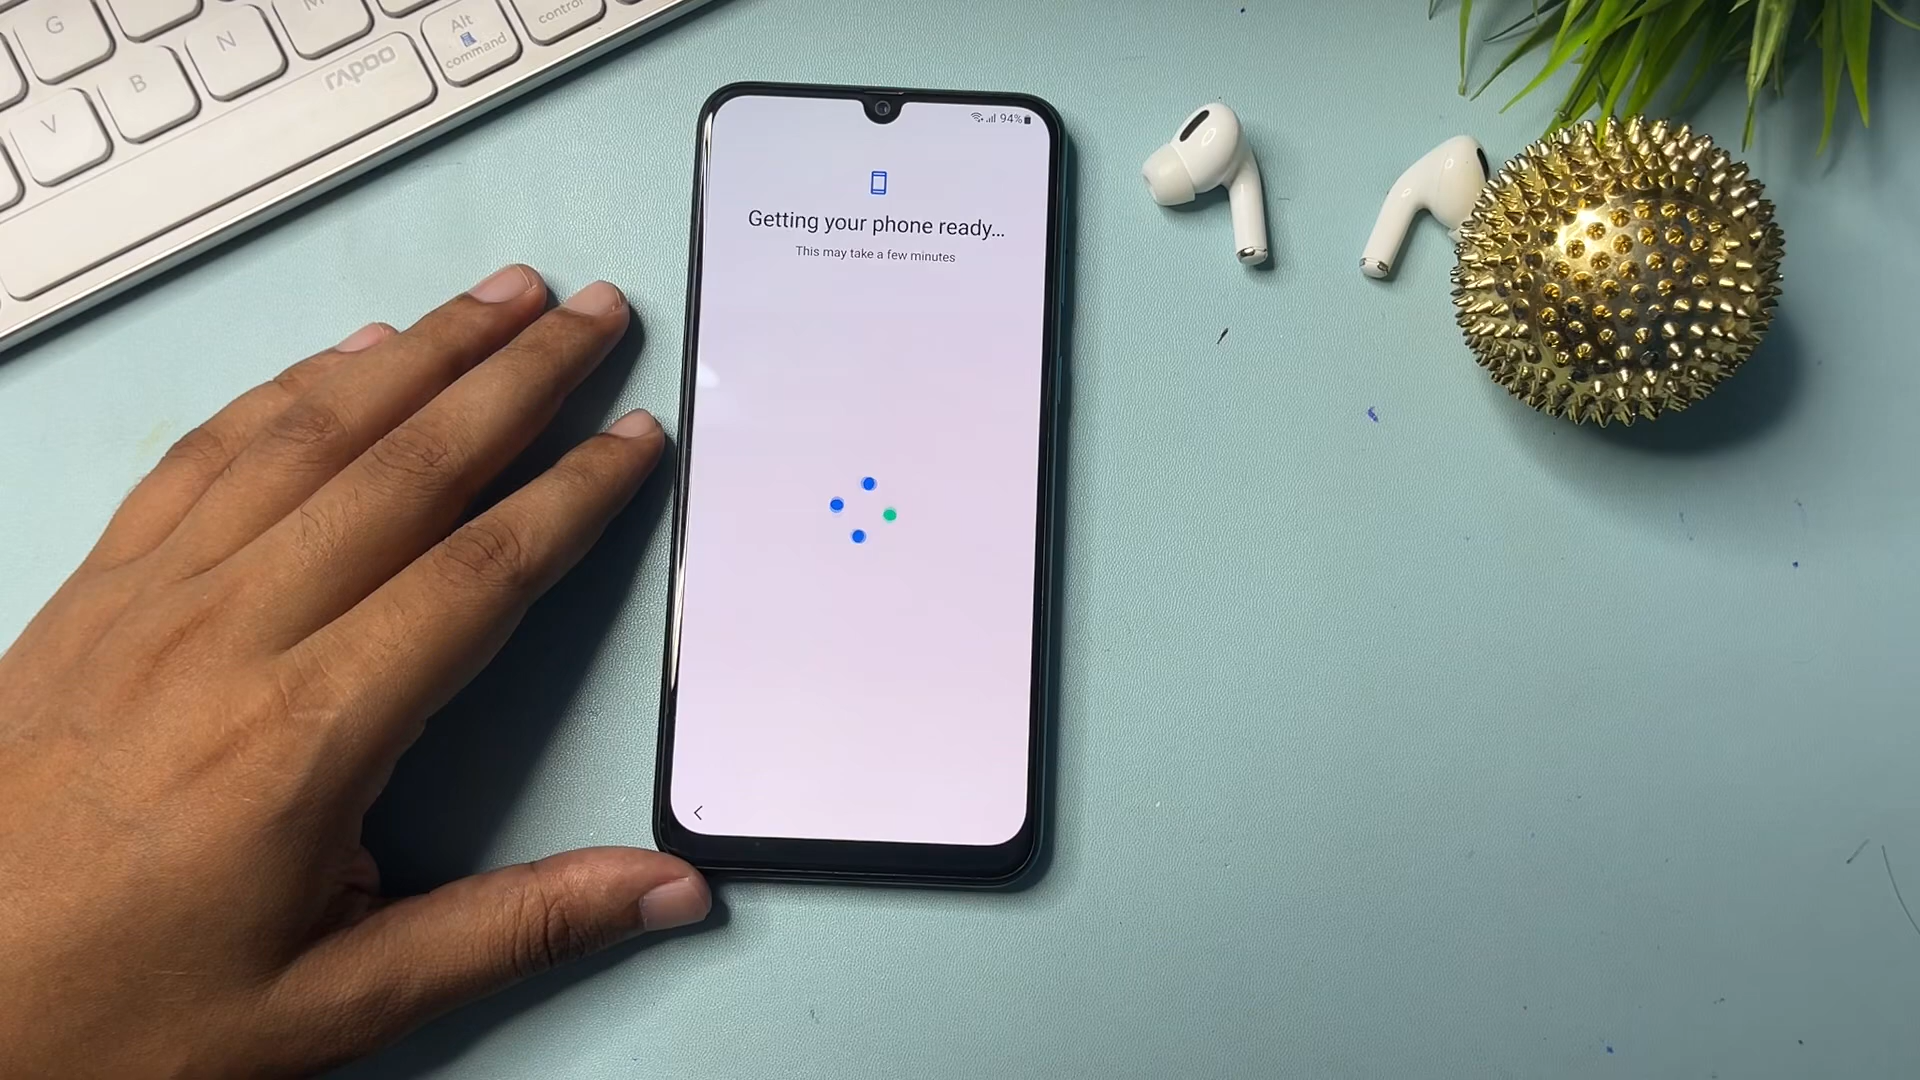 G
M
Alt
command
control
N
B
V
rapoo
94%
Getting your phone ready...
This may take a few minutes